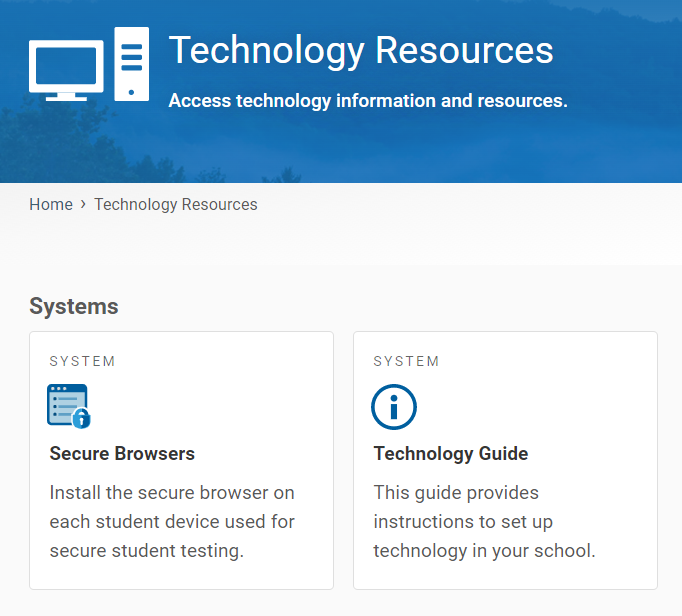 Technology Resources
Access technology information and resources.
Home › Technology Resources
Systems
SYSTEM
Secure Browsers
Install the secure browser on
each student device used for
secure student testing.
SYSTEM
Technology Guide
This guide provides
instructions to set up
technology in your school.